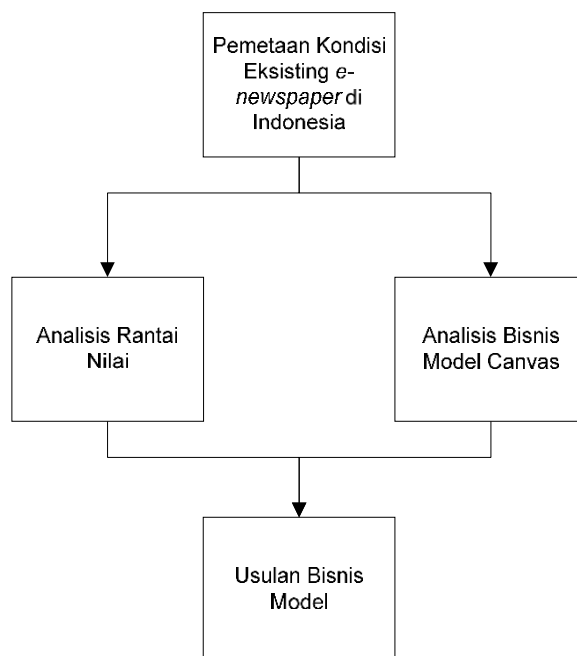 Pemetaan Kondisi
Eksisting e-
newspaper di
Indonesia
Analisis Rantai
Nilai
Analisis Bisnis
Model Canvas
Usulan Bisnis
Model